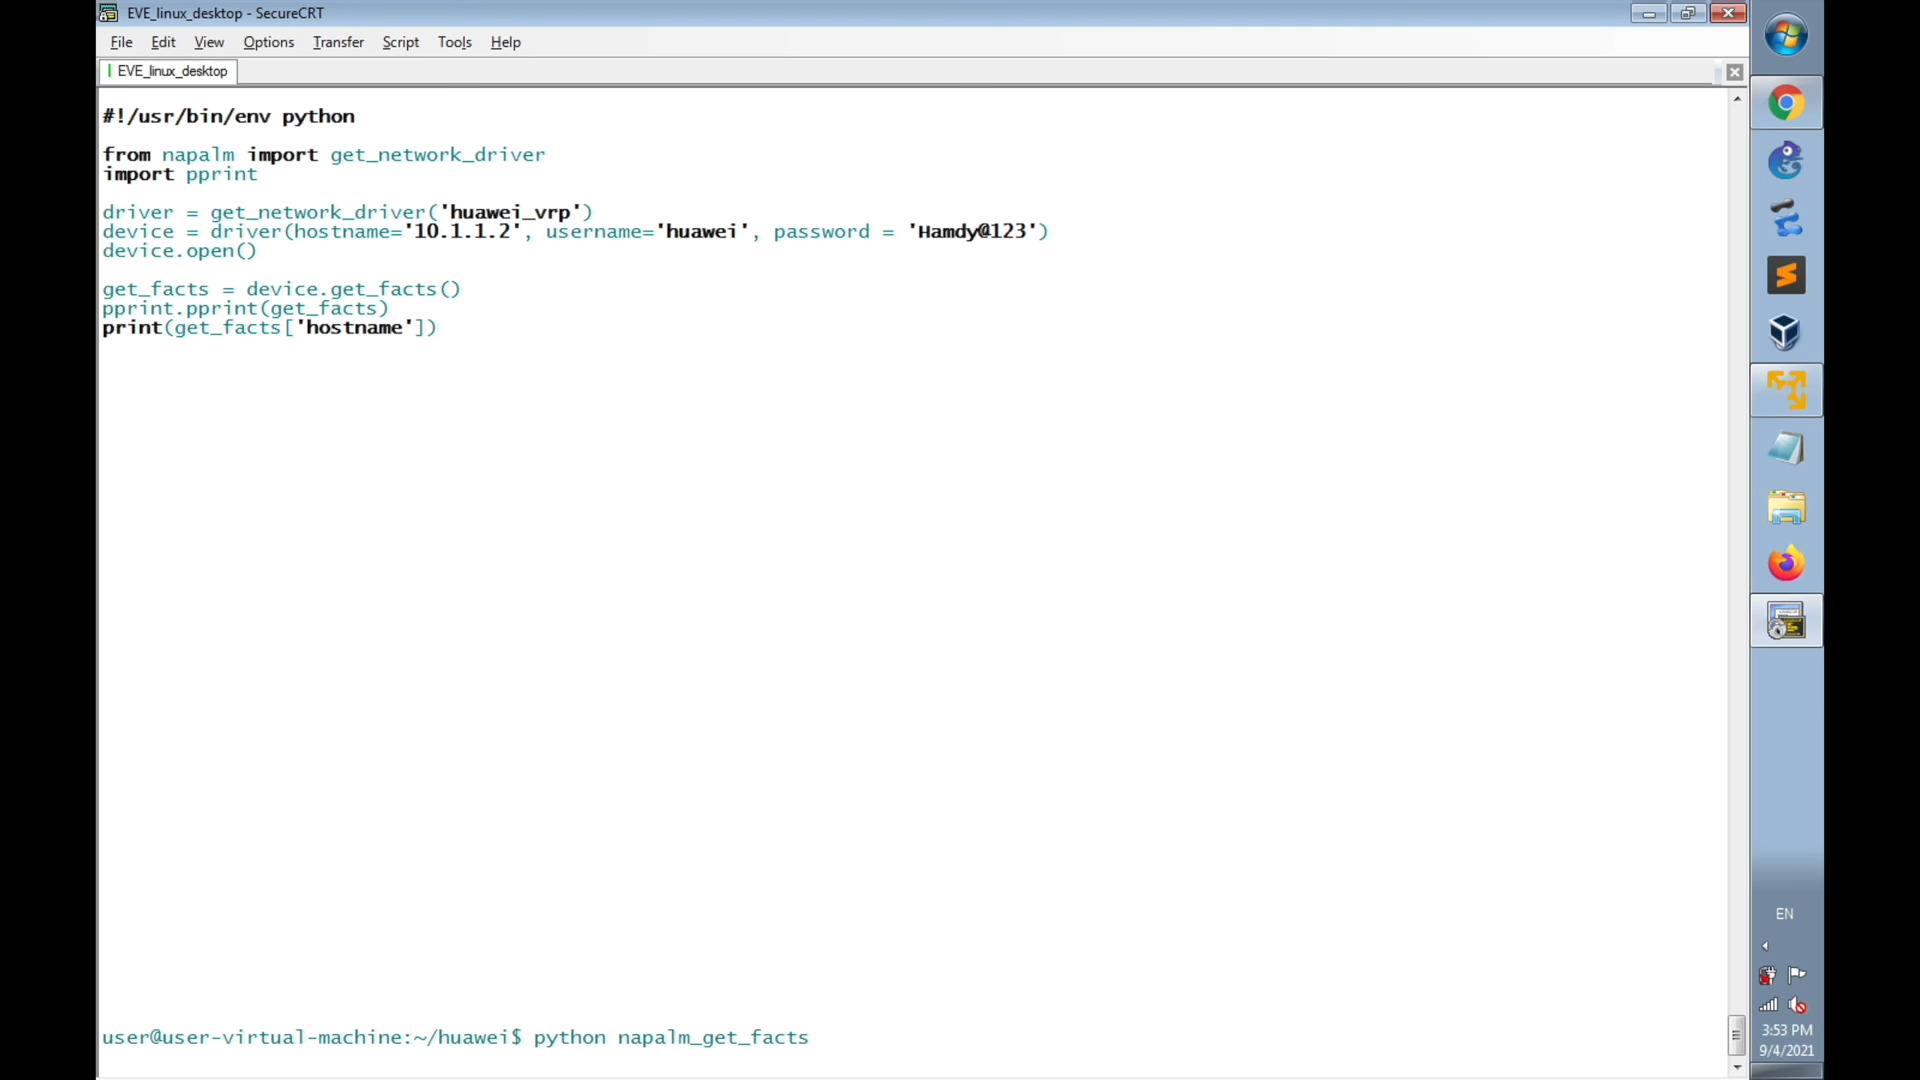 EVE_linux_desktop - SecureCRT
File Edit View Options Transfer Script Tools Help
EVE_linux_desktop
#!/usr/bin/env python
from napalm import get_network_driver
import pprint
driver = get_network_driver('huawei_vrp')
device = driver(hostname='10.1.1.2', username='huawei', password = 'Hamdy@123')
device.open()
get_facts = device.get_facts()
pprint.pprint(get_facts)
print(get_facts['hostname'])
user@user-virtual-machine:~/huawei$ python napalm_get_facts
EN
3:53 PM
9/4/2021